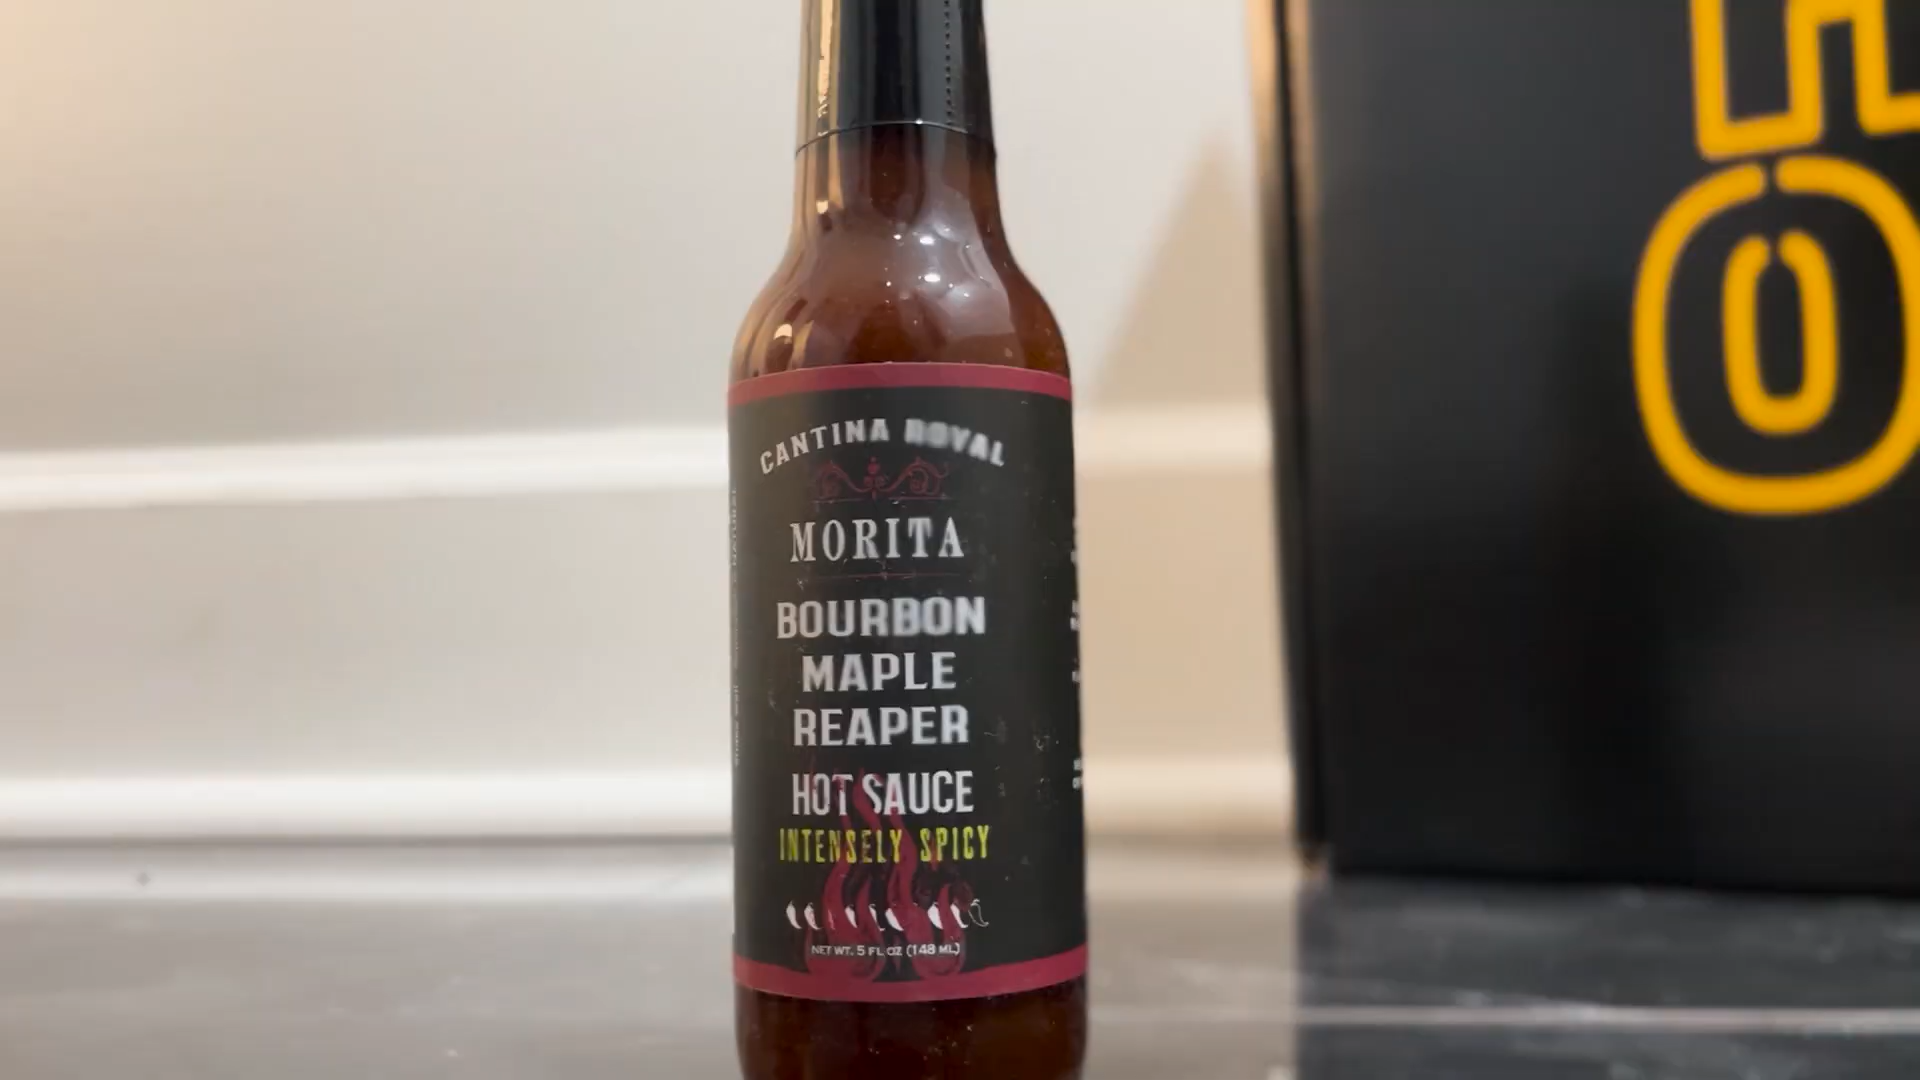 CANTINA ROYAL
MORITA
BOURBON
MAPLE
REAPER
HOT SAUCE
INTENSELY SPICY
NET WT. 5 FL OZ (148 ML)
H
O